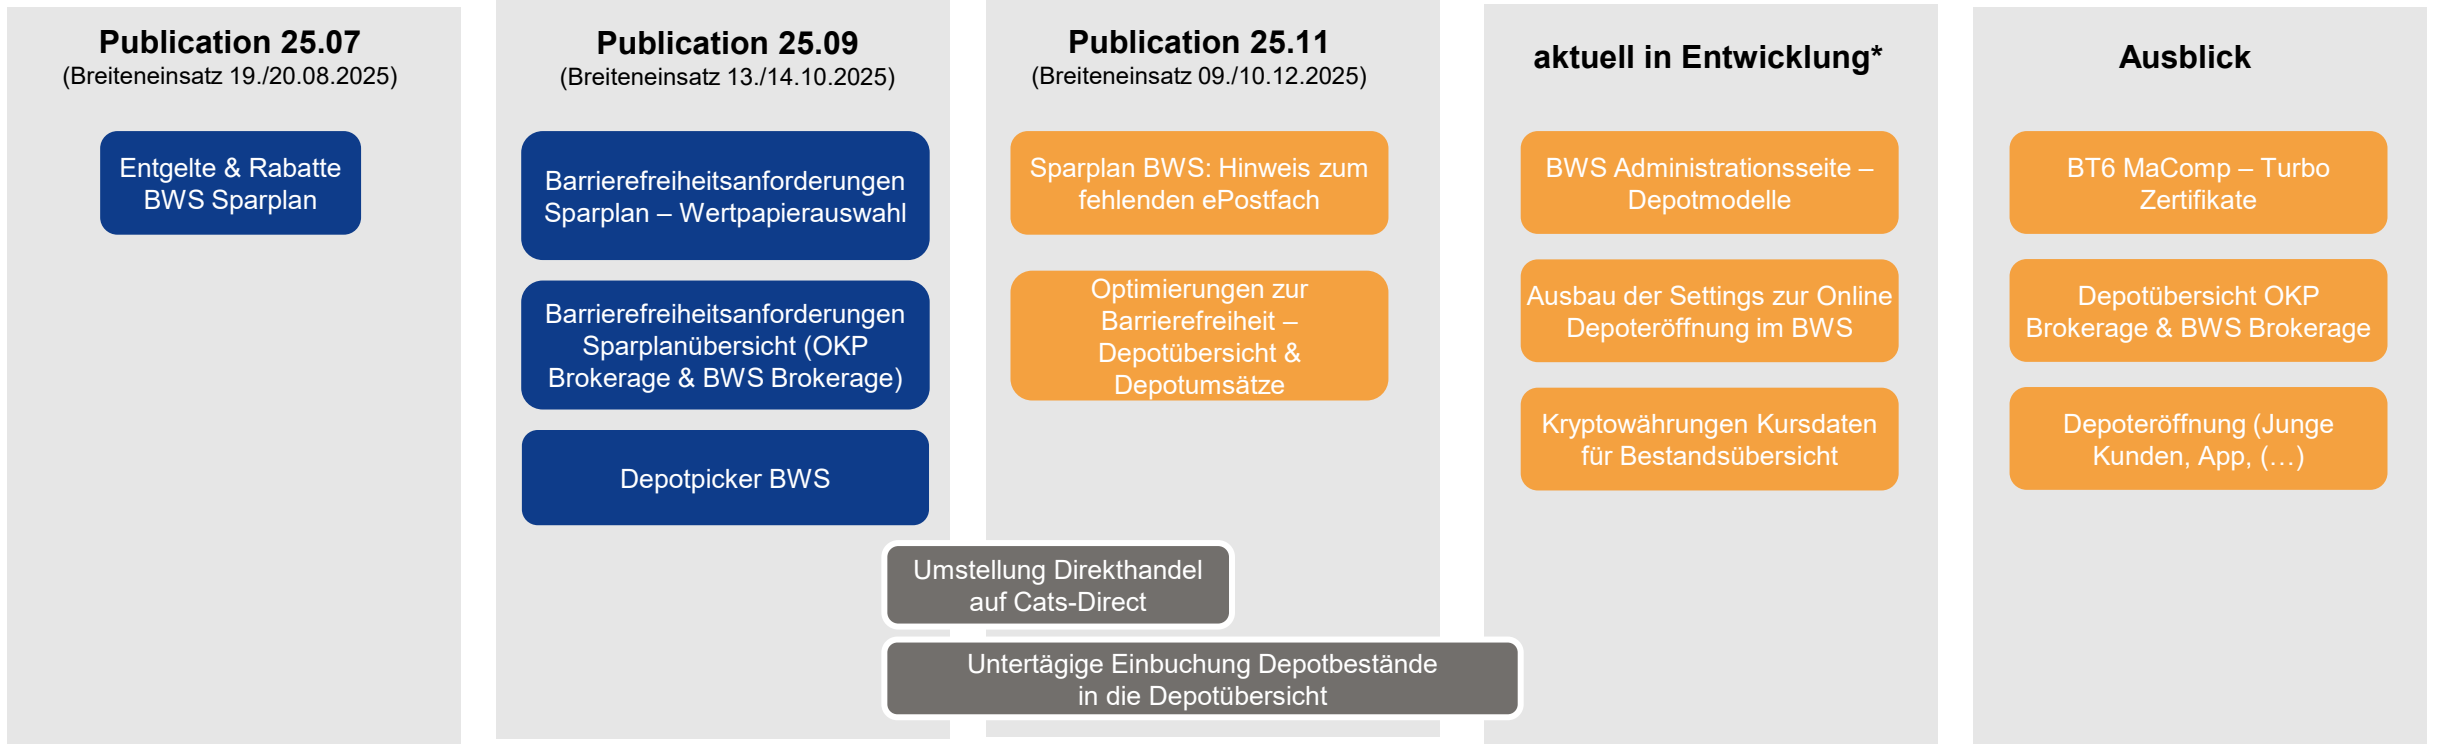 Publication 25.07
(Breiteneinsatz 19./20.08.2025)
Entgelte & Rabatte
BWS Sparplan
Publication 25.09
(Breiteneinsatz 13./14.10.2025)
Barrierefreiheitsanforderungen
Sparplan – Wertpapierauswahl
Barrierefreiheitsanforderungen
Sparplanübersicht (OKP
Brokerage & BWS Brokerage)
Depotpicker BWS
Publication 25.11
(Breiteneinsatz 09./10.12.2025)
Sparplan BWS: Hinweis zum
fehlenden ePostfach
Optimierungen zur
Barrierefreiheit –
Depotübersicht &
Depotumsätze
Umstellung Direkthandel
auf Cats-Direct
Untertägige Einbuchung Depotbestände
in die Depotübersicht
aktuell in Entwicklung*
BWS Administrationsseite –
Depotmodelle
Ausbau der Settings zur Online
Depoteröffnung im BWS
Kryptowährungen Kursdaten
für Bestandsübersicht
Ausblick
BT6 MaComp – Turbo
Zertifikate
Depotübersicht OKP
Brokerage & BWS Brokerage
Depoteröffnung (Junge
Kunden, App, (…)